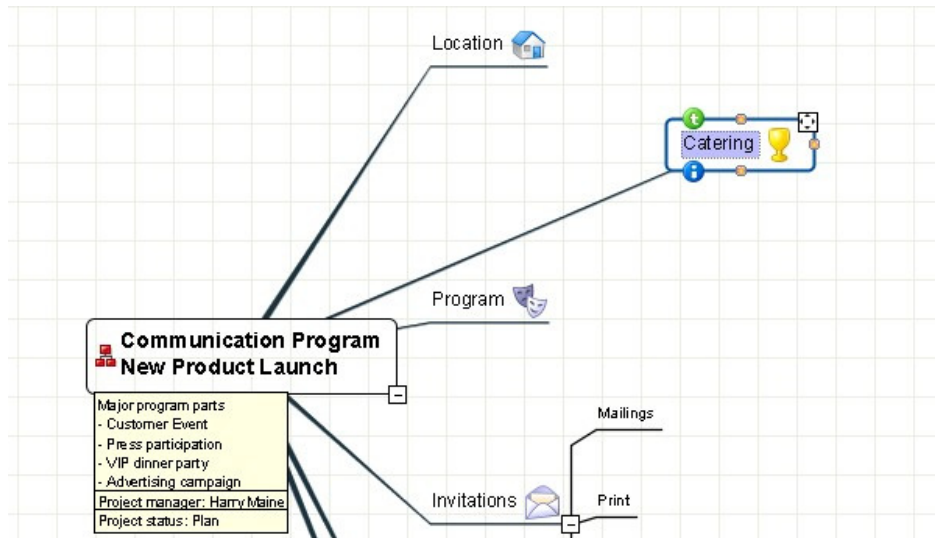 Location
Catering
Program
Communication Program
New Product Launch
Major program parts
- Customer Event
- Press participation
- VIP dinner party
- Advertising campaign
Project manager: Harry Maine
Project status: Plan
Mailings
Invitations
Print